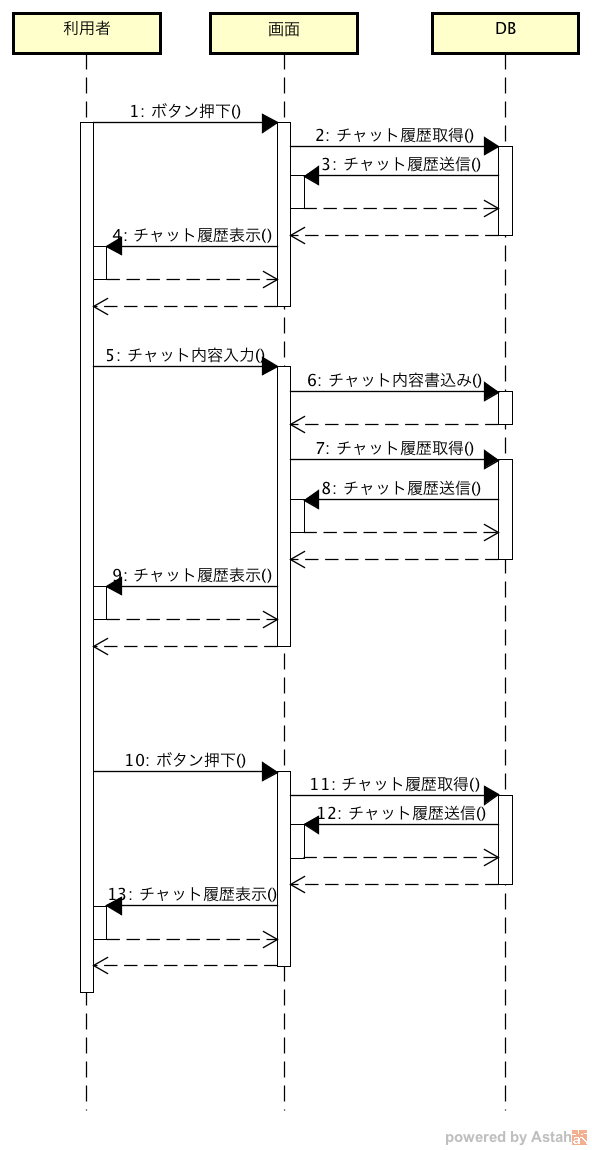 利用者 画面 DB
1: ボタン押下()
2: チャット履歴取得()
3: チャット履歴送信()
4: チャット履歴表示()
5: チャット内容入力()
6: チャット内容書込み()
7: チャット履歴取得()
8: チャット履歴送信()
9: チャット履歴表示()
10: ボタン押下()
11: チャット履歴取得()
12: チャット履歴送信()
13: チャット履歴表示()
powered by Astah